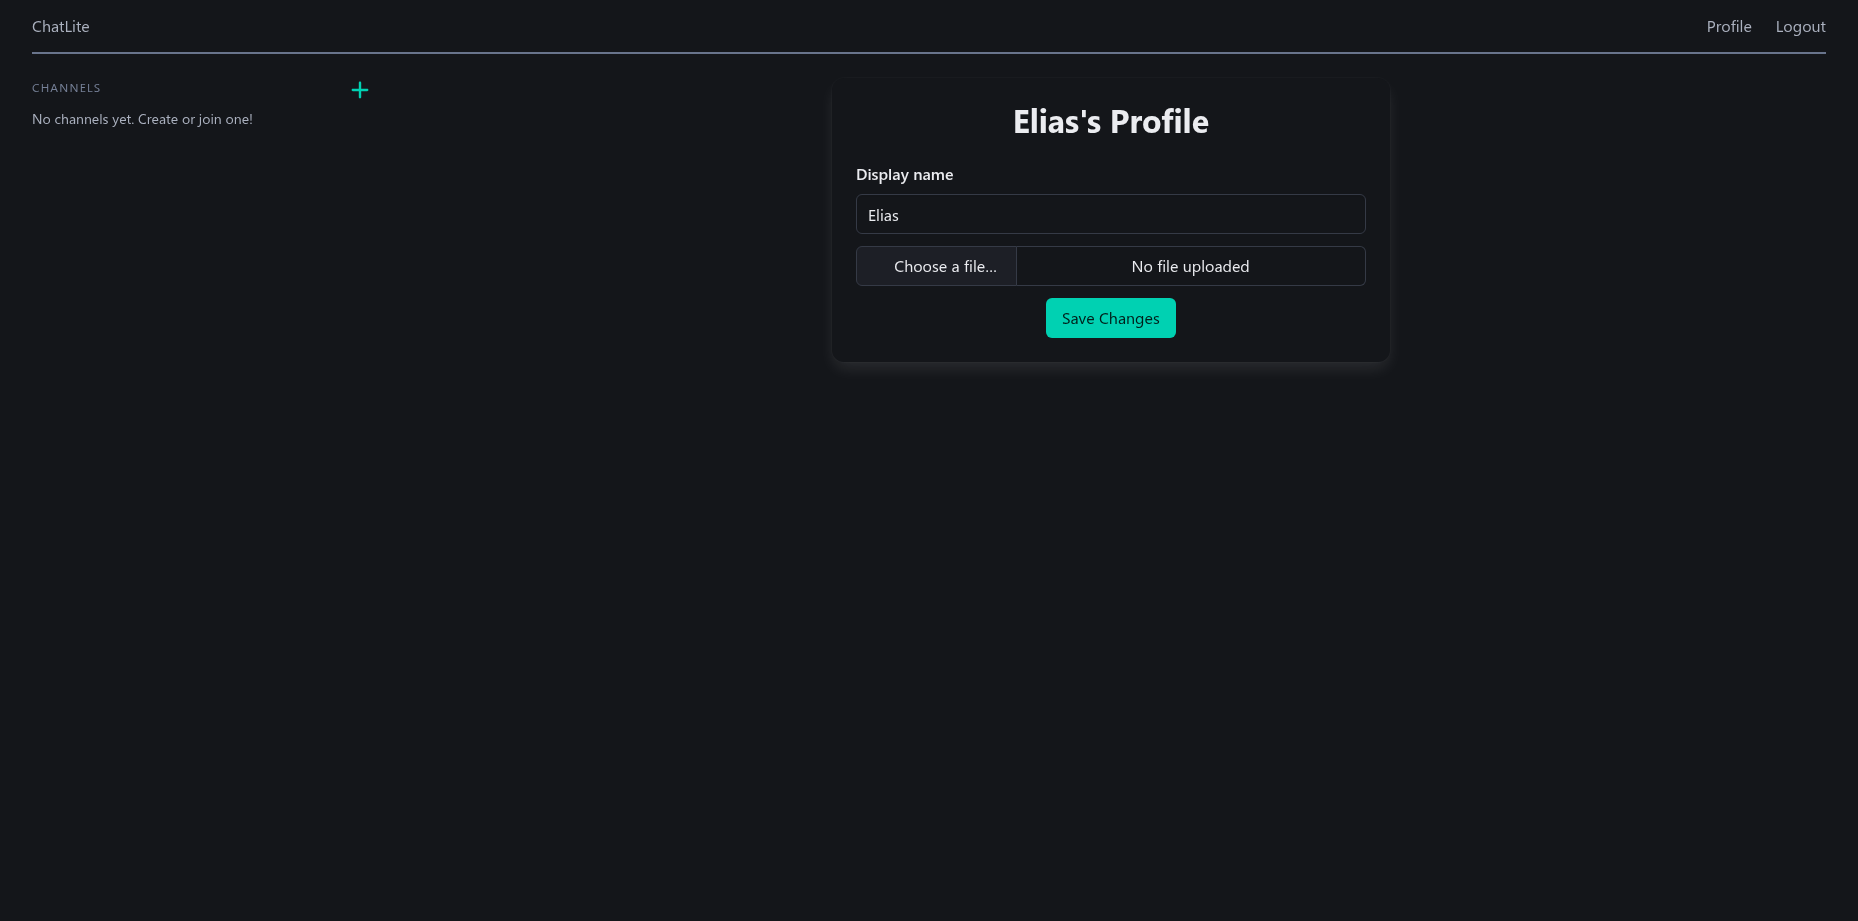 ChatLite
Profile
Logout
CHANNELS
No channels yet. Create or join one!
Elias's Profile
Display name
Elias
Choose a file…
No file uploaded
Save Changes